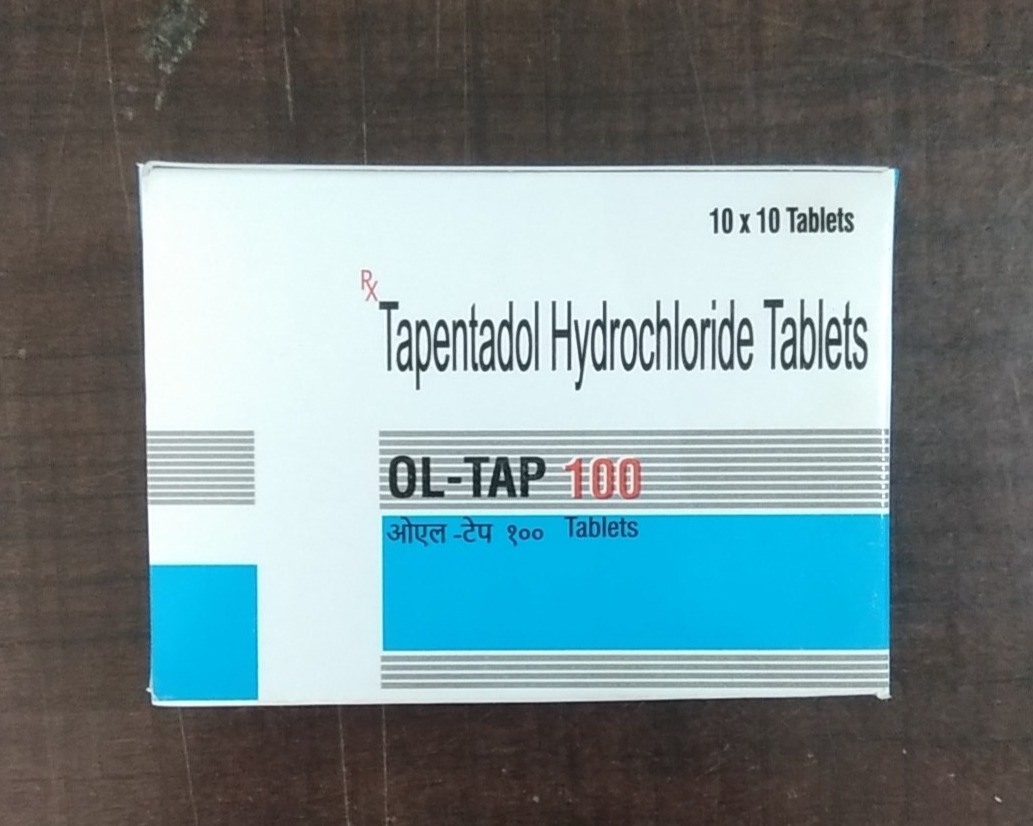 10 x 10 Tablets
Rx
Tapentadol Hydrochloride Tablets
OL-TAP 100
ओएल -टेप १०० Tablets